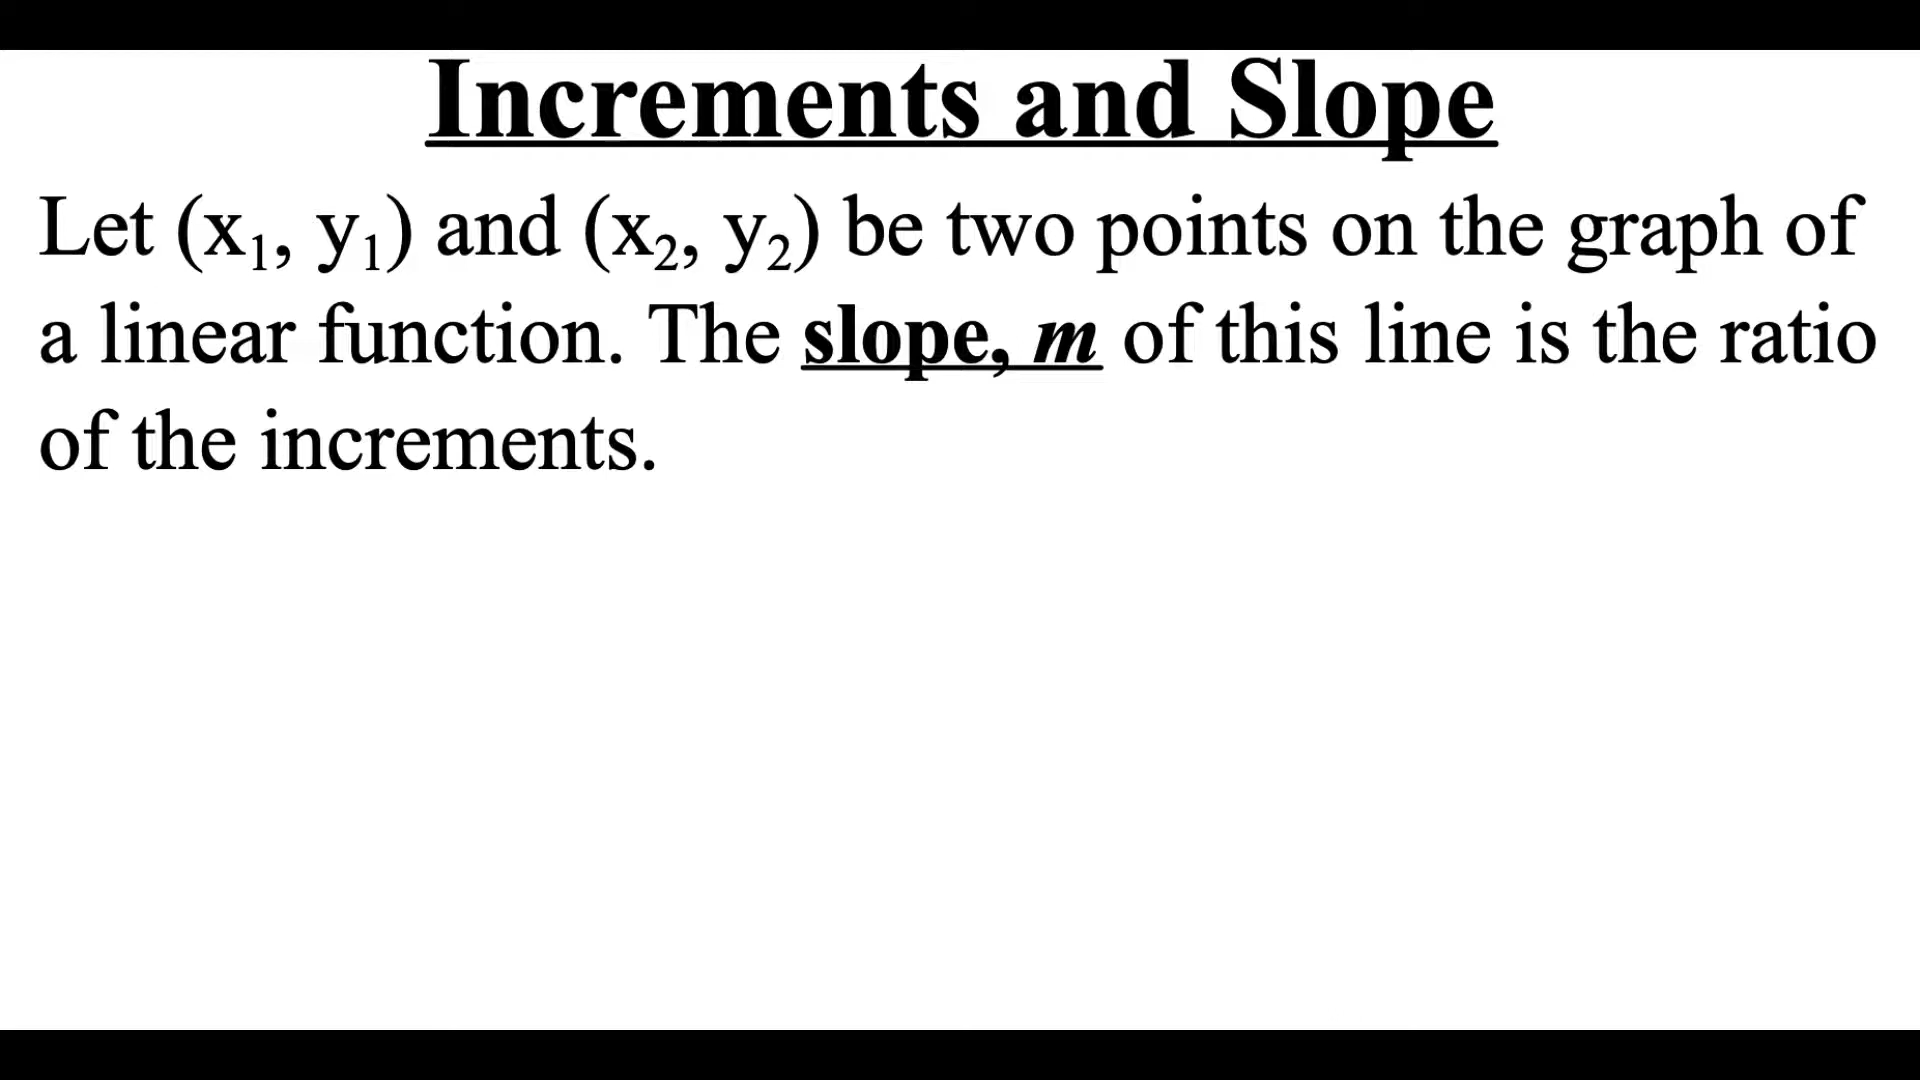 Increments and Slope
Let (x₁, y₁) and (x₂, y₂) be two points on the graph of
a linear function. The slope, m of this line is the ratio
of the increments.